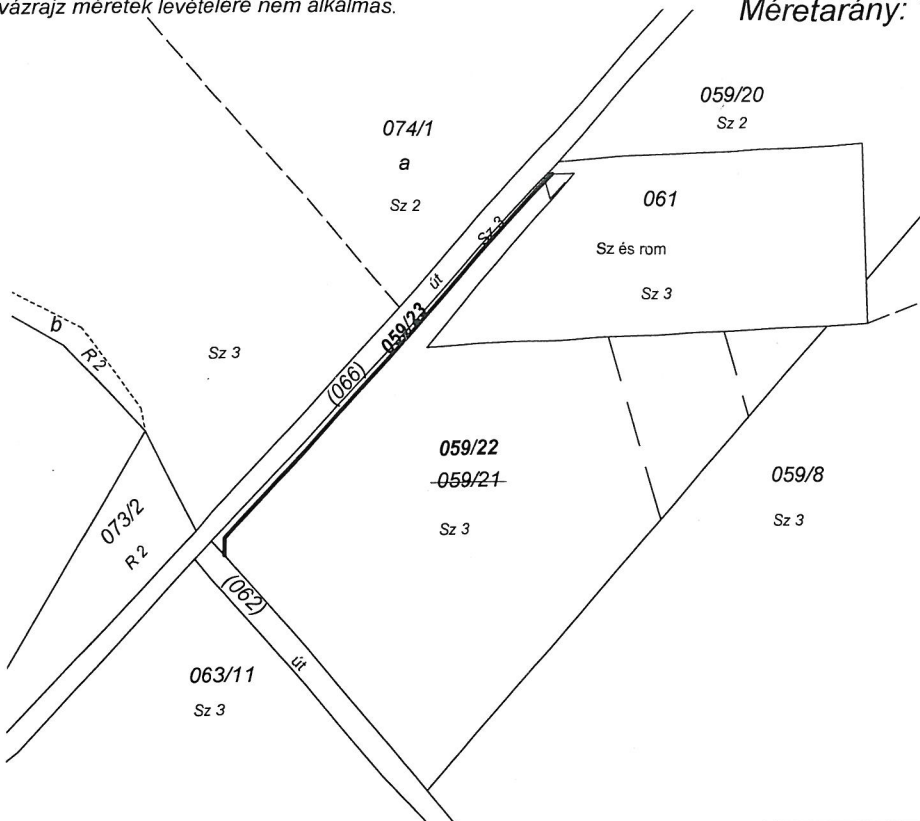 vázrajz méretek levételére nem alkalmas.
Méretarány:
059/20
Sz 2
074/1
a
Sz 2
061
Sz és rom
Sz 3
Sz 3
út
059/23
(066)
b
R 2
Sz 3
059/22
059/21
Sz 3
059/8
Sz 3
073/2
R 2
(062)
út
063/11
Sz 3